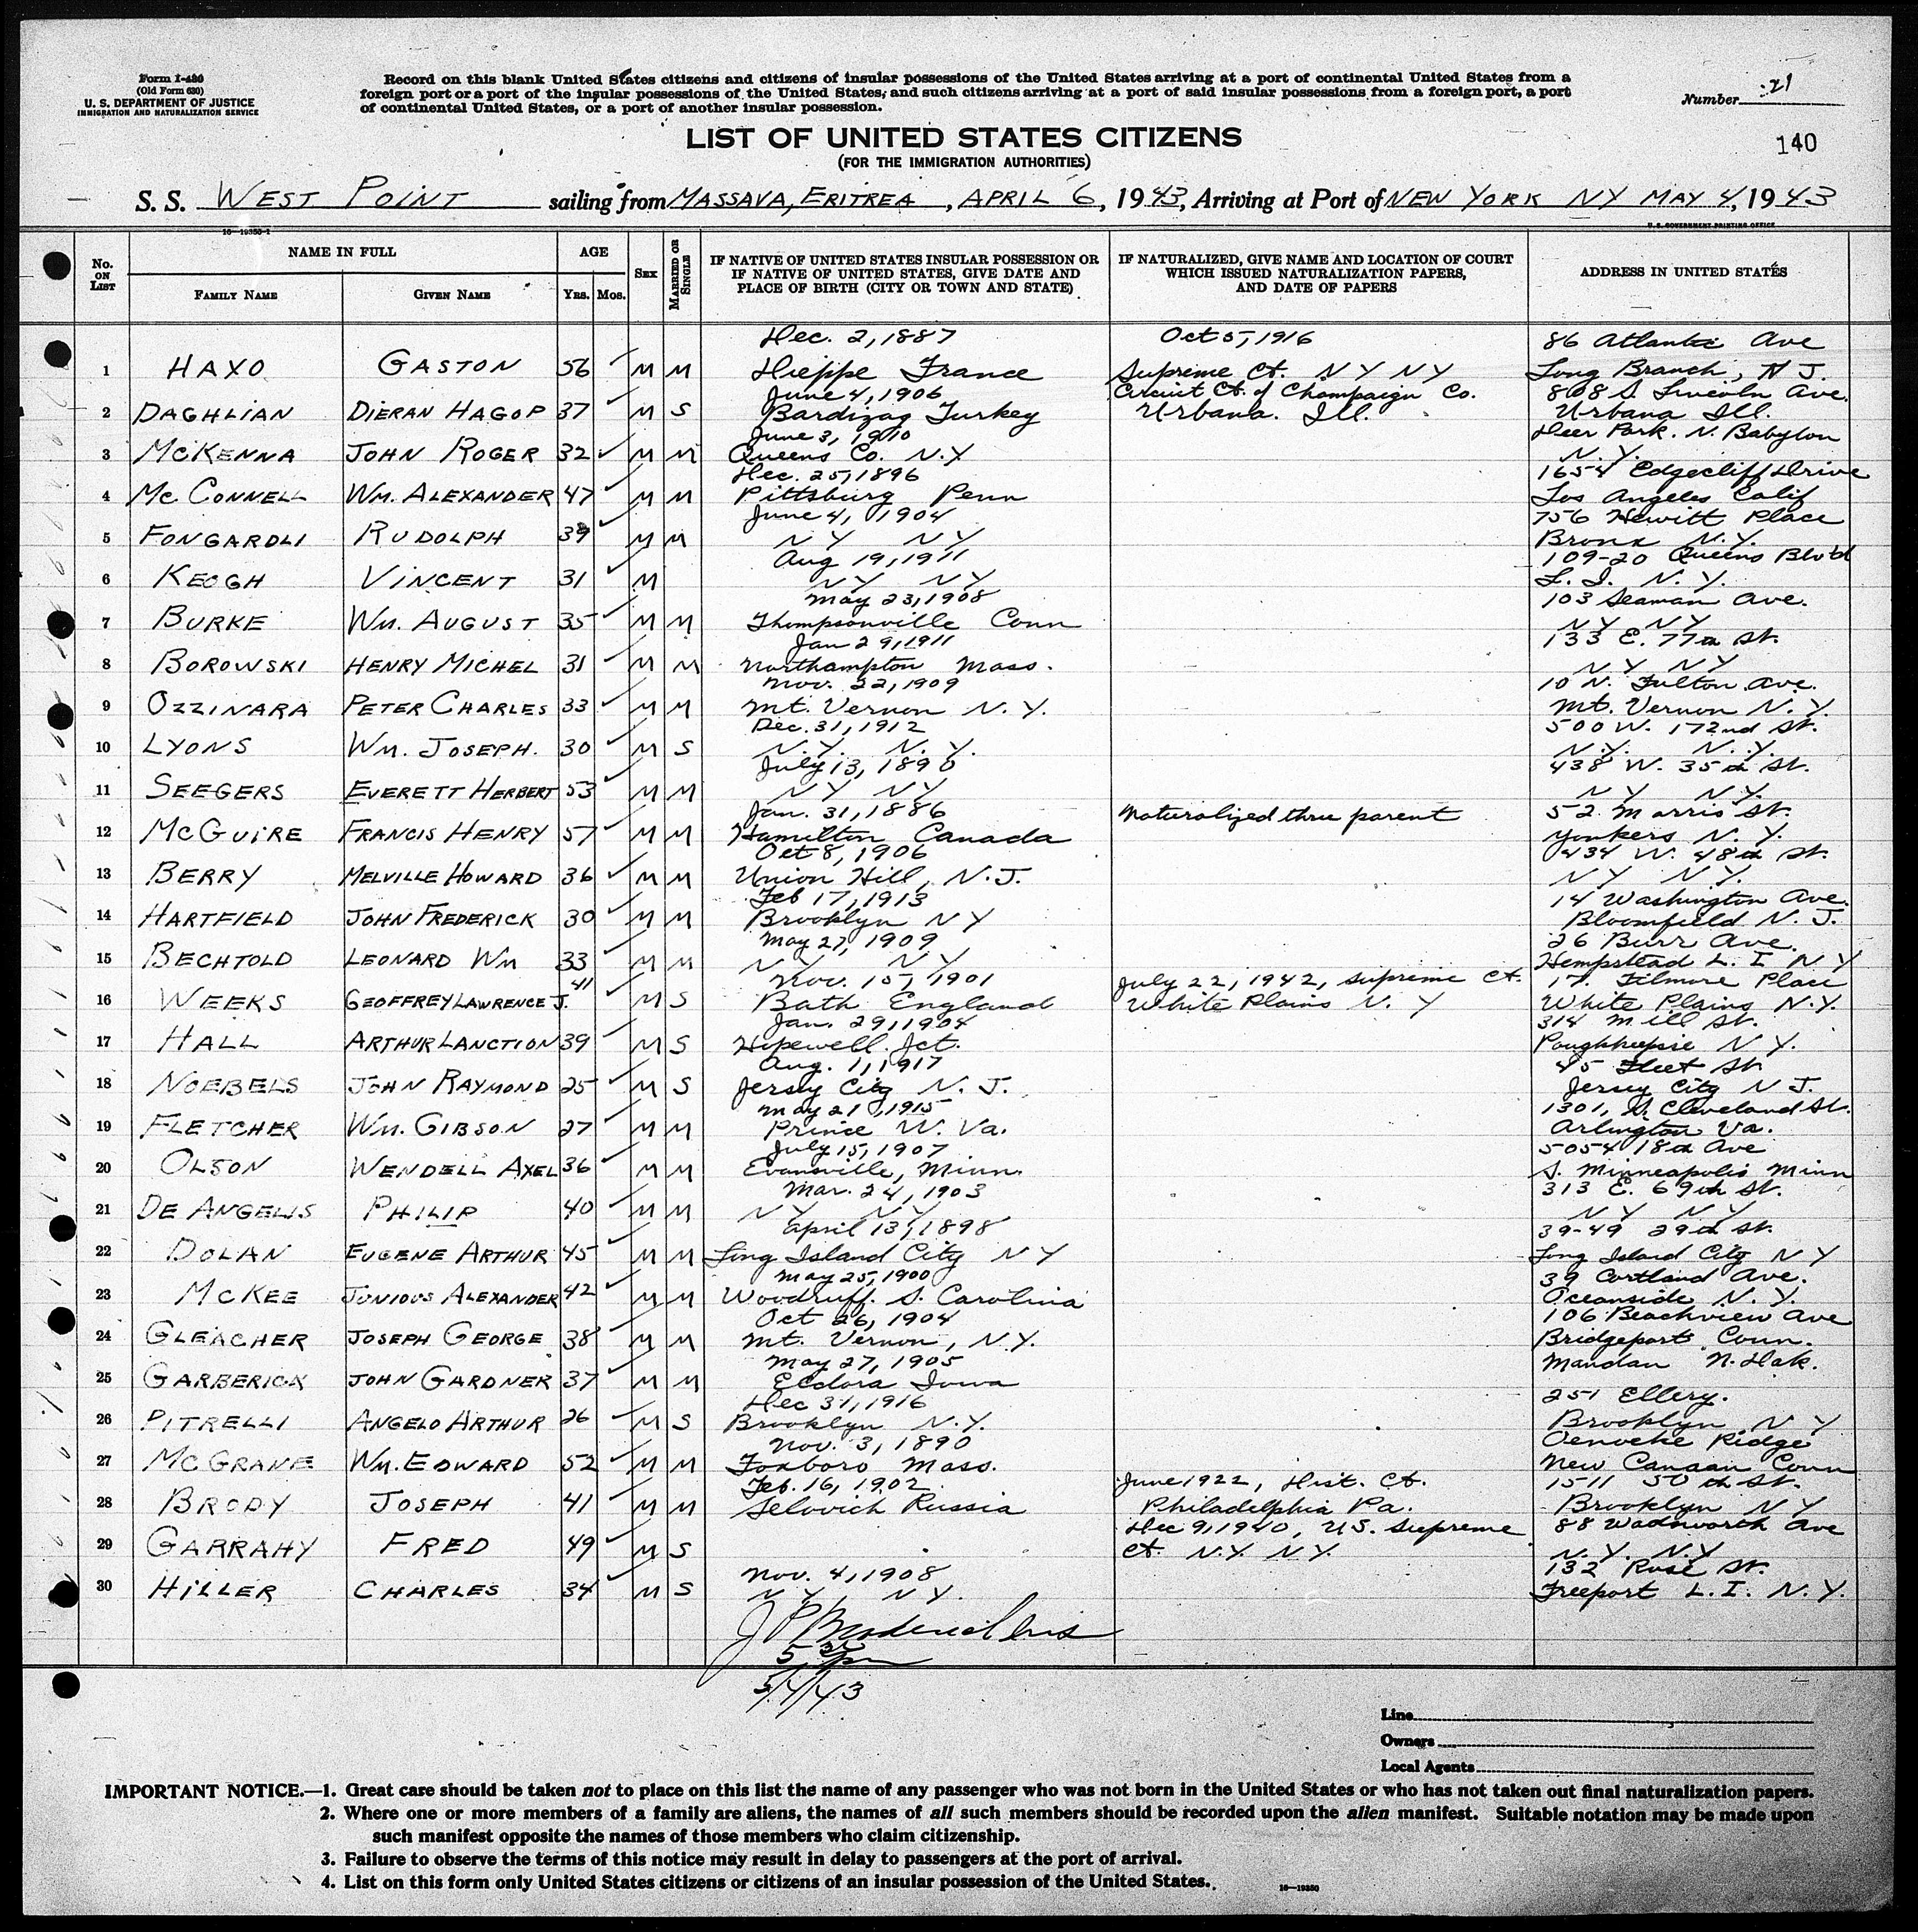 Form I-430
(Old Form 630)
U. S. DEPARTMENT OF JUSTICE
IMMIGRATION AND NATURALIZATION SERVICE
Record on this blank United States citizens and citizens of insular possessions of the United States arriving at a port of continental United States from a
foreign port or a port of the insular possessions of the United States, and such citizens arriving at a port of said insular possessions from a foreign port, a port
of continental United States, or a port of another insular possession.
Number 21
140
LIST OF UNITED STATES CITIZENS
(FOR THE IMMIGRATION AUTHORITIES)
S. S. WEST POINT sailing from MASSAVA, ERITREA, APRIL 6, 1943, Arriving at Port of NEW YORK NY MAY 4, 1943
16—19350-1
U. S. GOVERNMENT PRINTING OFFICE
No. ON LIST
NAME IN FULL
FAMILY NAME
GIVEN NAME
AGE
YRS. MOS.
SEX
MARRIED OR SINGLE
IF NATIVE OF UNITED STATES INSULAR POSSESSION OR
IF NATIVE OF UNITED STATES, GIVE DATE AND
PLACE OF BIRTH (CITY OR TOWN AND STATE)
IF NATURALIZED, GIVE NAME AND LOCATION OF COURT
WHICH ISSUED NATURALIZATION PAPERS,
AND DATE OF PAPERS
ADDRESS IN UNITED STATES
Dec. 2, 1887 Oct 5, 1916 86 Atlantic Ave
1 HAXO GASTON 56 M M Dieppe France Supreme Ct. N Y N Y Long Branch, N J.
June 4, 1906 Circuit Ct. of Champaign Co. 808 S. Lincoln Ave.
2 DAGHLIAN DIERAN HAGOP 37 M S Bardizag Turkey Urbana. Ill. Urbana Ill.
June 3, 1910 Deer Park. N. Babylon
3 MCKENNA JOHN ROGER 32 M M Queens Co. N.Y N.Y.
Dec. 25, 1896 1654 Edgecliff Drive
4 MC CONNELL WM. ALEXANDER 47 M M Pittsburg Penn Los Angeles Calif
June 4, 1904 756 Hewitt Place
5 FONGARDLI RUDOLPH 39 M M N Y N Y Bronx N.Y.
Aug 19, 1911 109-20 Queens Blvd
6 KEOGH VINCENT 31 M N Y N Y L. I. N. Y.
May 23, 1908 103 Seaman Ave.
7 BURKE WM. AUGUST 35 M M Thompsonville Conn N Y N Y
Jan 29, 1911 133 E. 77th St.
8 BOROWSKI HENRY MICHEL 31 M M Northampton Mass. N Y N Y
Nov. 22, 1909 10 N. Fulton Ave.
9 OZZINARA PETER CHARLES 33 M M Mt. Vernon N. Y. Mt. Vernon N. Y.
Dec. 31, 1912 500 W. 172nd St.
10 LYONS WM. JOSEPH. 30 M S N. Y. N. Y. N. Y. N. Y.
July 13, 1890 438 W. 35th St.
11 SEEGERS EVERETT HERBERT 53 M M N Y N Y N Y N Y.
Jan. 31, 1886 Naturalized thru parent 52 Morris St.
12 MCGUIRE FRANCIS HENRY 57 M M Hamilton Canada Yonkers N. Y.
Oct 8, 1906 434 W. 48th St.
13 BERRY MELVILLE HOWARD 36 M M Union Hill, N.J. N Y N Y.
Feb 17, 1913 14 Washington Ave.
14 HARTFIELD JOHN FREDERICK 30 M M Brooklyn N Y Bloomfield N. J.
May 27, 1909 26 Burr Ave.
15 BECHTOLD LEONARD WM 33 M M N Y N Y Hempstead L. I N Y
Nov. 15, 1901 July 22, 1942, Supreme Ct. 17. Filmore Place
16 WEEKS GEOFFREY LAWRENCE J. 41 M S Bath England White Plains N. Y White Plains N.Y.
Jan. 29, 1904 314 Mill St.
17 HALL ARTHUR LANCTION 39 M S Hopewell Jct. Poughkeepsie N Y.
Aug. 1, 1917 45 Fleet St
18 NOEBELS JOHN RAYMOND 25 M S Jersey City N. J. Jersey City N J.
May 21, 1915 1301, S. Cleveland St.
19 FLETCHER WM. GIBSON 27 M M Prince W. Va. Arlington Va.
July 15, 1907 5054 18th Ave
20 OLSON WENDELL AXEL 36 M M Evansville, Minn. S. Minneapolis Minn
Mar. 24, 1903 313 E. 69th St.
21 DE ANGELIS PHILIP 40 M M N Y N Y N Y N Y
April 13, 1898 39-49 29th St.
22 DOLAN EUGENE ARTHUR 45 M M Long Island City N Y Long Island City N Y
May 25, 1900 39 Cortland Ave.
23 MCKEE JUNIOUS ALEXANDER 42 M M Woodruff. S. Carolina Oceanside N. Y.
Oct 26, 1904 106 Beachview Ave
24 GLEACHER JOSEPH GEORGE 38 M M Mt. Vernon, N.Y. Bridgeport Conn.
May 27, 1905 Mandan N. Dak.
25 GARBERICK JOHN GARDNER 37 M M Eldora Iowa
Dec 31, 1916 251 Ellery.
26 PITRELLI ANGELO ARTHUR 26 M S Brooklyn N.Y. Brooklyn N Y
Nov. 3, 1890 Oenocke Ridge
27 MCGRANE WM. EDWARD 52 M M Foxboro Mass. New Canaan Conn
Feb. 16, 1902 June 1922, Dist. Ct. 1511 50th St.
28 BRODY JOSEPH 41 M M Selovich Russia Philadelphia Pa. Brooklyn N Y
Dec 9, 1940, U.S. Supreme 88 Wadsworth Ave
29 GARRAHY FRED 49 M S Ct. N.Y. N.Y. N. Y. N.Y
Nov. 4, 1908 132 Rose St.
30 HILLER CHARLES 34 M S N. Y. N. Y. Freeport L. I. N. Y.
5/4/43
Line
Owners
Local Agents
IMPORTANT NOTICE.—1. Great care should be taken not to place on this list the name of any passenger who was not born in the United States or who has not taken out final naturalization papers.
2. Where one or more members of a family are aliens, the names of all such members should be recorded upon the alien manifest. Suitable notation may be made upon
such manifest opposite the names of those members who claim citizenship.
3. Failure to observe the terms of this notice may result in delay to passengers at the port of arrival.
4. List on this form only United States citizens or citizens of an insular possession of the United States.
16—19350